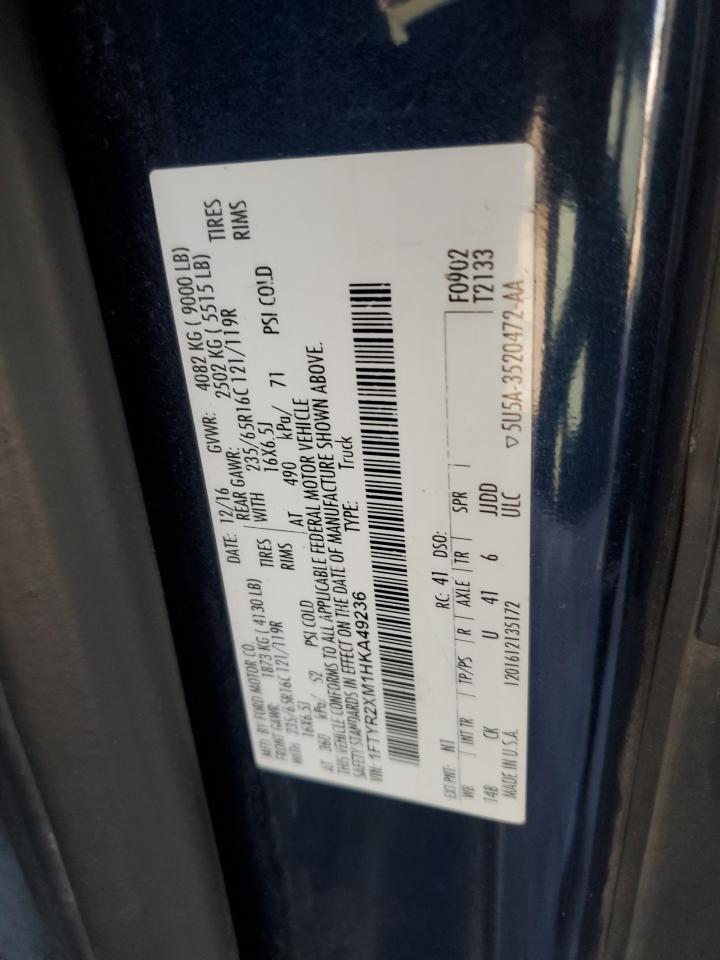 MFD. BY FORD MOTOR CO. DATE: 12/16 GVWR: 4082 KG ( 9000 LB)
FRONT GAWR: 1873 KG ( 4130 LB) REAR GAWR: 2502 KG ( 5515 LB)
WITH 235/65R16C 121/119R TIRES WITH 235/65R16C 121/119R TIRES
16X6.5J RIMS 16X6.5J RIMS
AT 360 kPa/ 52 PSI COLD AT 490 kPa/ 71 PSI COLD
THIS VEHICLE CONFORMS TO ALL APPLICABLE FEDERAL MOTOR VEHICLE
SAFETY STANDARDS IN EFFECT ON THE DATE OF MANUFACTURE SHOWN ABOVE.
VIN: 1FTYR2XM1HKA49236 TYPE: Truck
F0902
T2133
EXT PNT: N1 RC: 41 DSO:
WB | INT TR | TP/PS | R | AXLE | TR | SPR |
148 CK U 41 6 JJDD
MADE IN U.S.A. 1201612135172 ULC
▽5U5A-3520472-AA